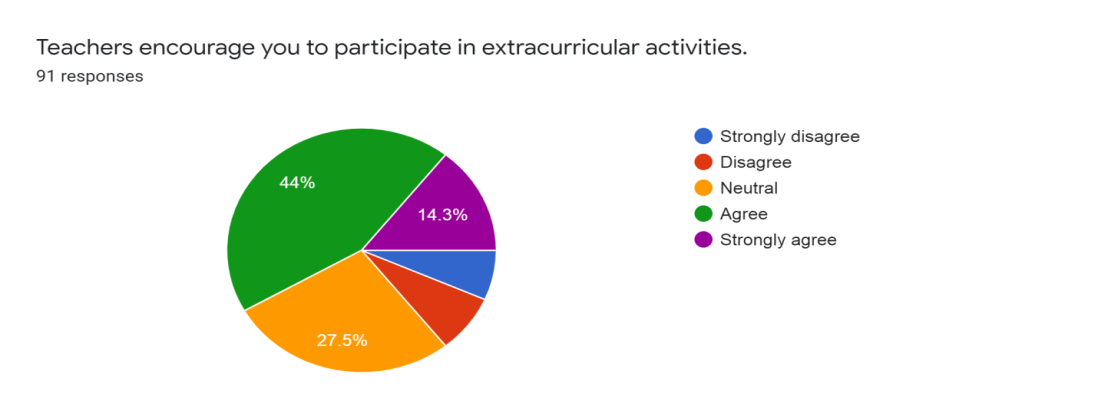 Teachers encourage you to participate in extracurricular activities.
91 responses
44%
14.3%
27.5%
Strongly disagree
Disagree
Neutral
Agree
Strongly agree